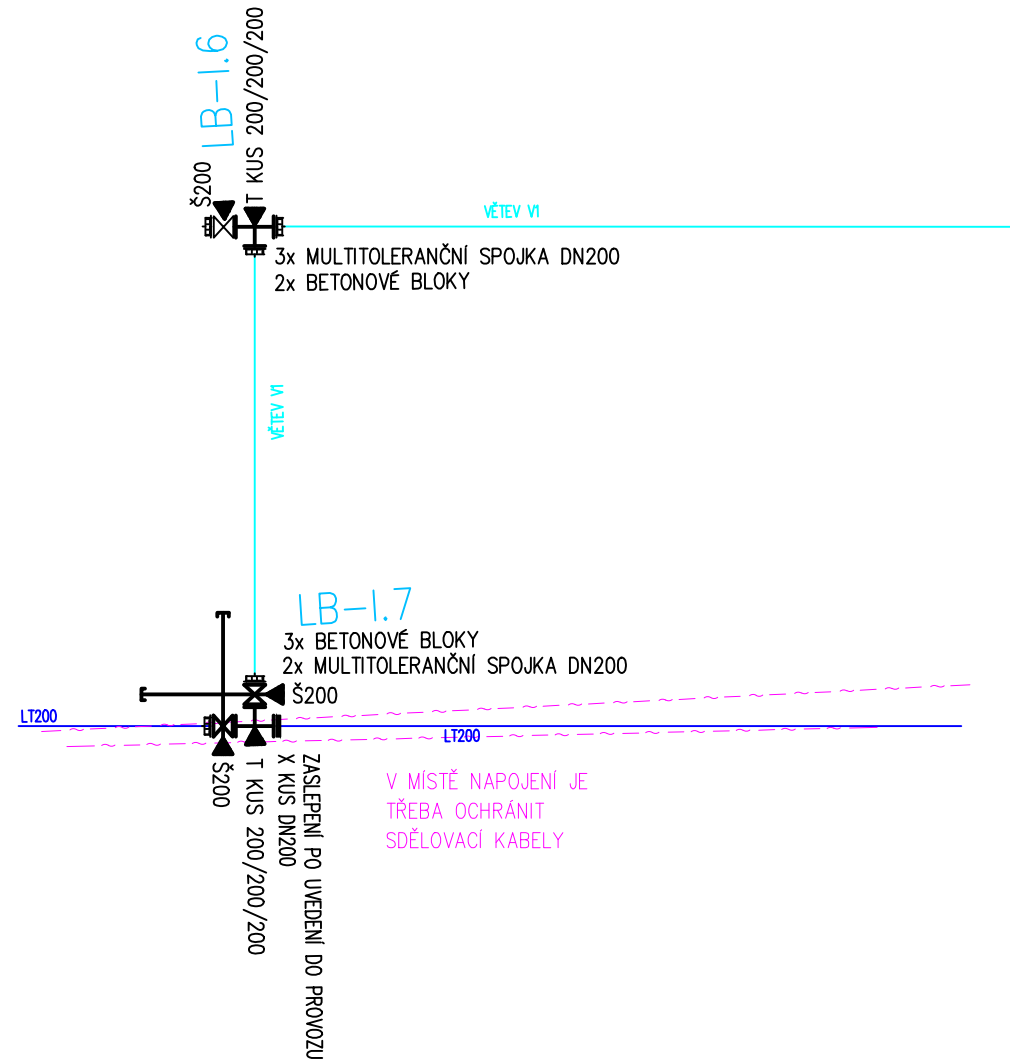 LB-1.6
T KUS 200/200/200
Š200
VĚTEV V1
3x MULTITOLERANČNÍ SPOJKA DN200
2x BETONOVÉ BLOKY
VĚTEV V1
LB-1.7
3x BETONOVÉ BLOKY
2x MULTITOLERANČNÍ SPOJKA DN200
Š200
LT200
LT200
Š200
T KUS 200/200/200
X KUS DN200
ZASLEPENÍ PO UVEDENÍ DO PROVOZU
V MÍSTĚ NAPOJENÍ JE
TŘEBA OCHRÁNIT
SDĚLOVACÍ KABELY